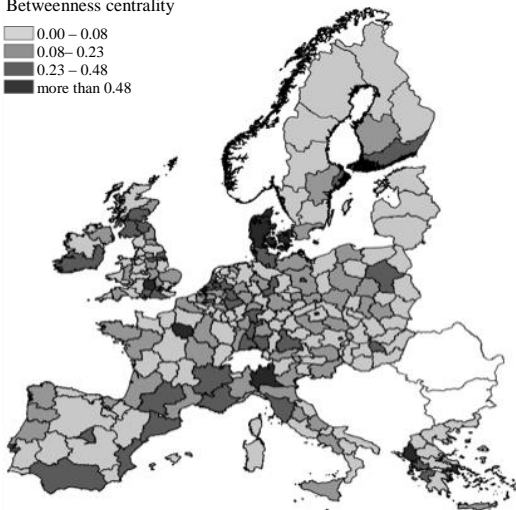 Betweenness centrality
0.00 – 0.08
0.08– 0.23
0.23 – 0.48
more than 0.48